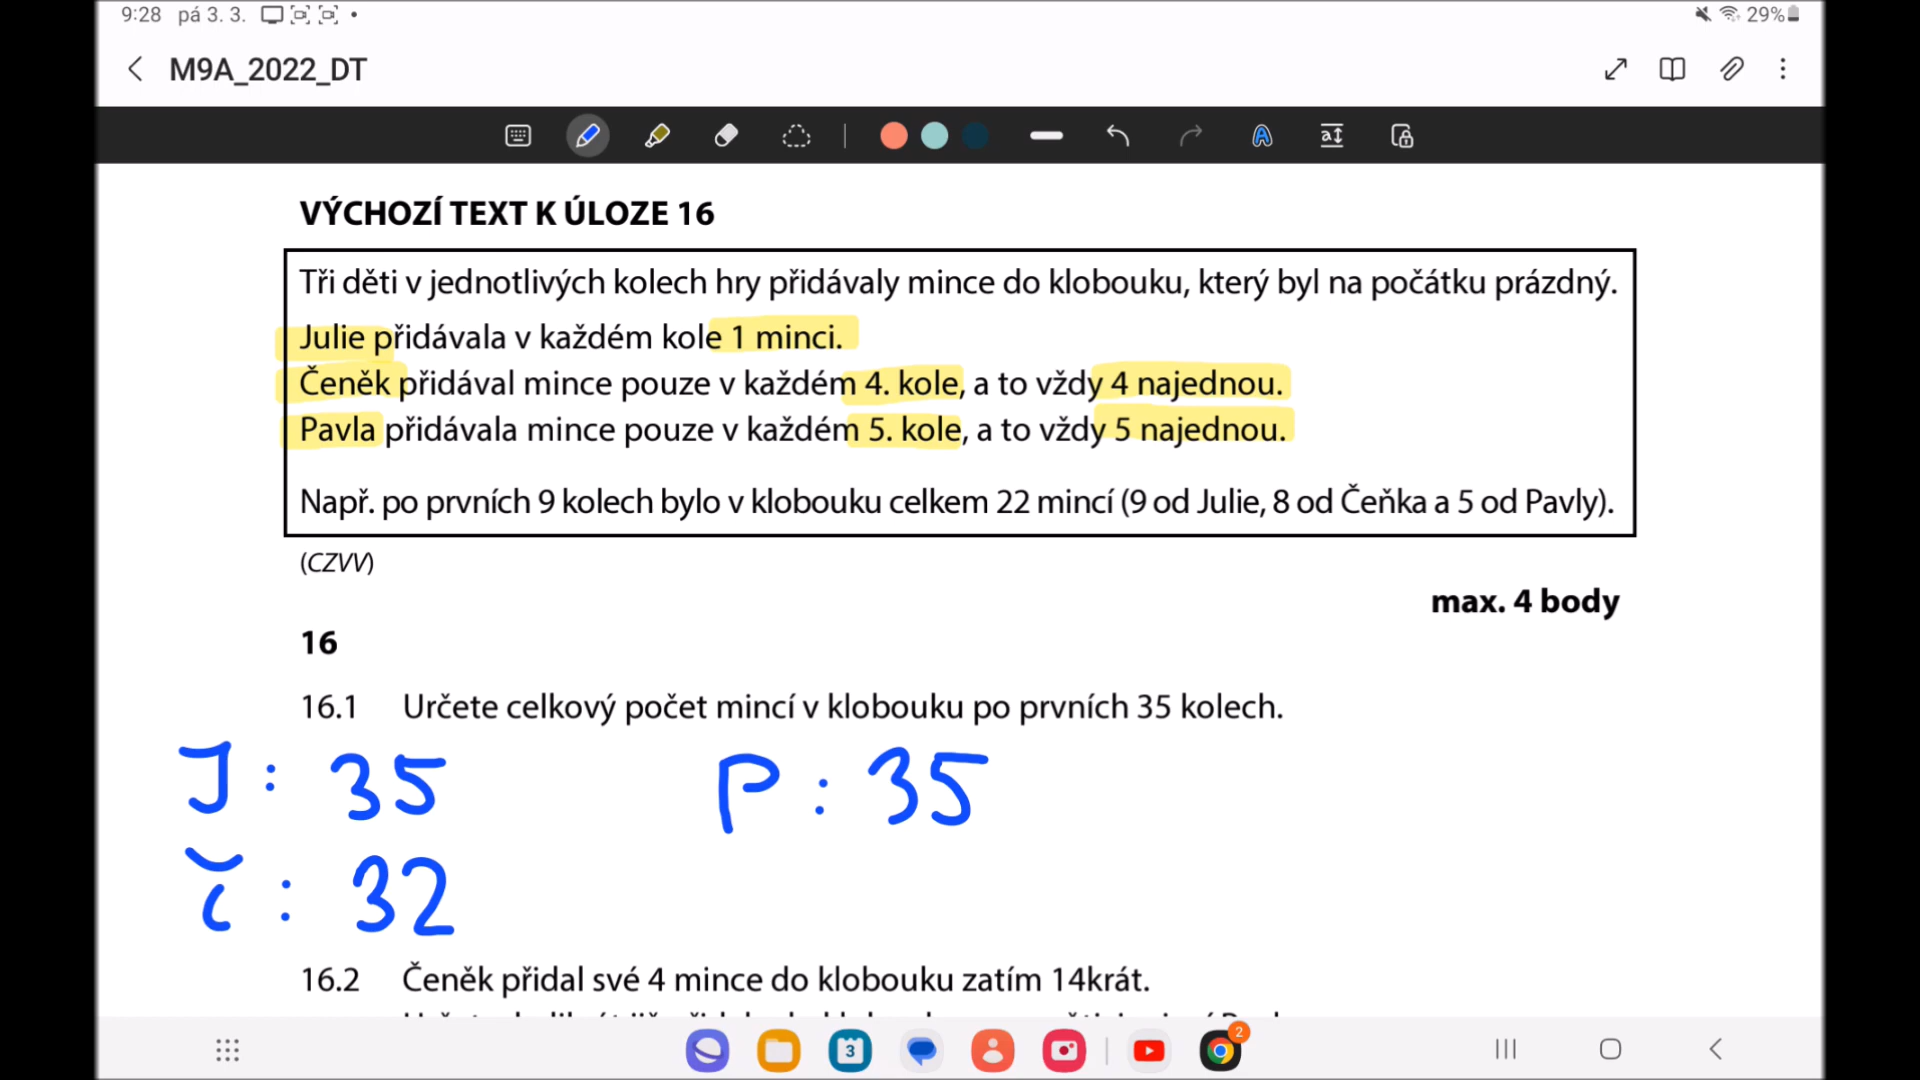 9:28 pá 3. 3. 29%
M9A_2022_DT
VÝCHOZÍ TEXT K ÚLOZE 16
Tři děti v jednotlivých kolech hry přidávaly mince do klobouku, který byl na počátku prázdný.
Julie přidávala v každém kole 1 minci.
Čeněk přidával mince pouze v každém 4. kole, a to vždy 4 najednou.
Pavla přidávala mince pouze v každém 5. kole, a to vždy 5 najednou.
Např. po prvních 9 kolech bylo v klobouku celkem 22 mincí (9 od Julie, 8 od Čeňka a 5 od Pavly).
(CZVV)
max. 4 body
16
16.1 Určete celkový počet mincí v klobouku po prvních 35 kolech.
J: 35 P: 35
Č: 32
16.2 Čeněk přidal své 4 mince do klobouku zatím 14krát.
3
2